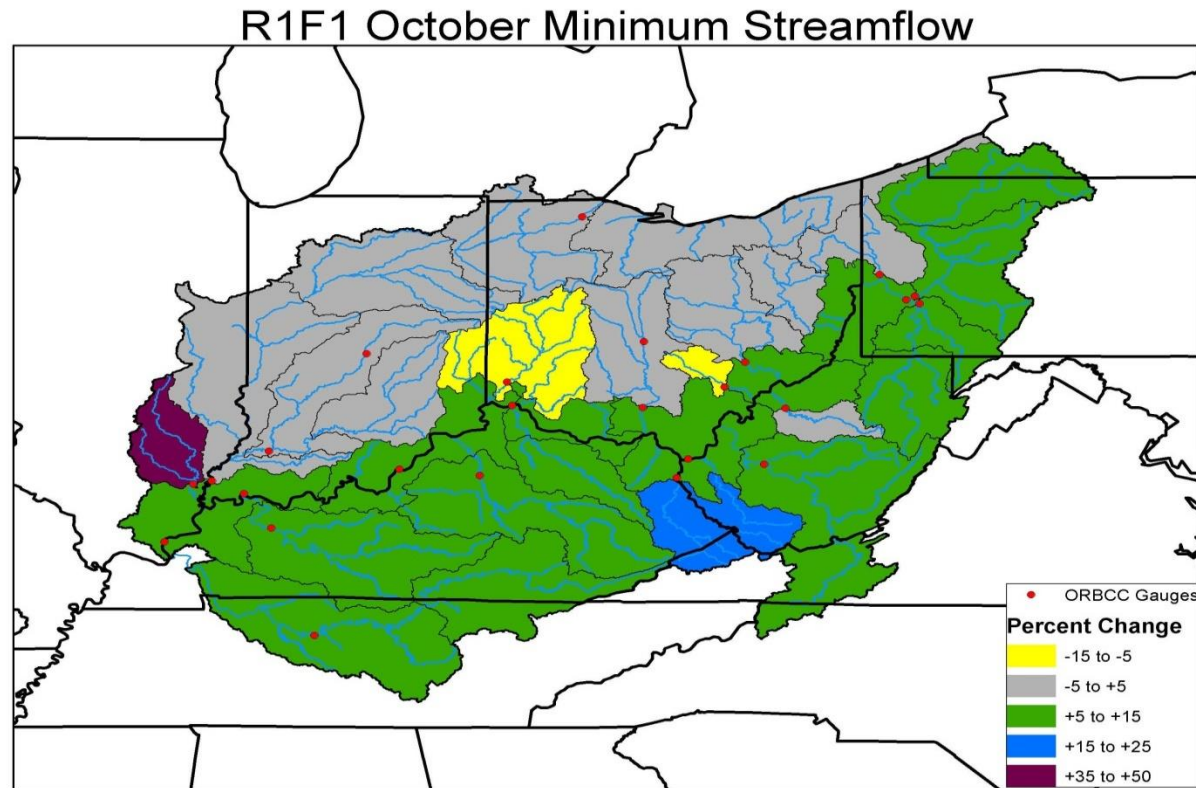 R1F1 October Minimum Streamflow
ORBCC Gauges
Percent Change
-15 to -5
-5 to +5
+5 to +15
+15 to +25
+35 to +50